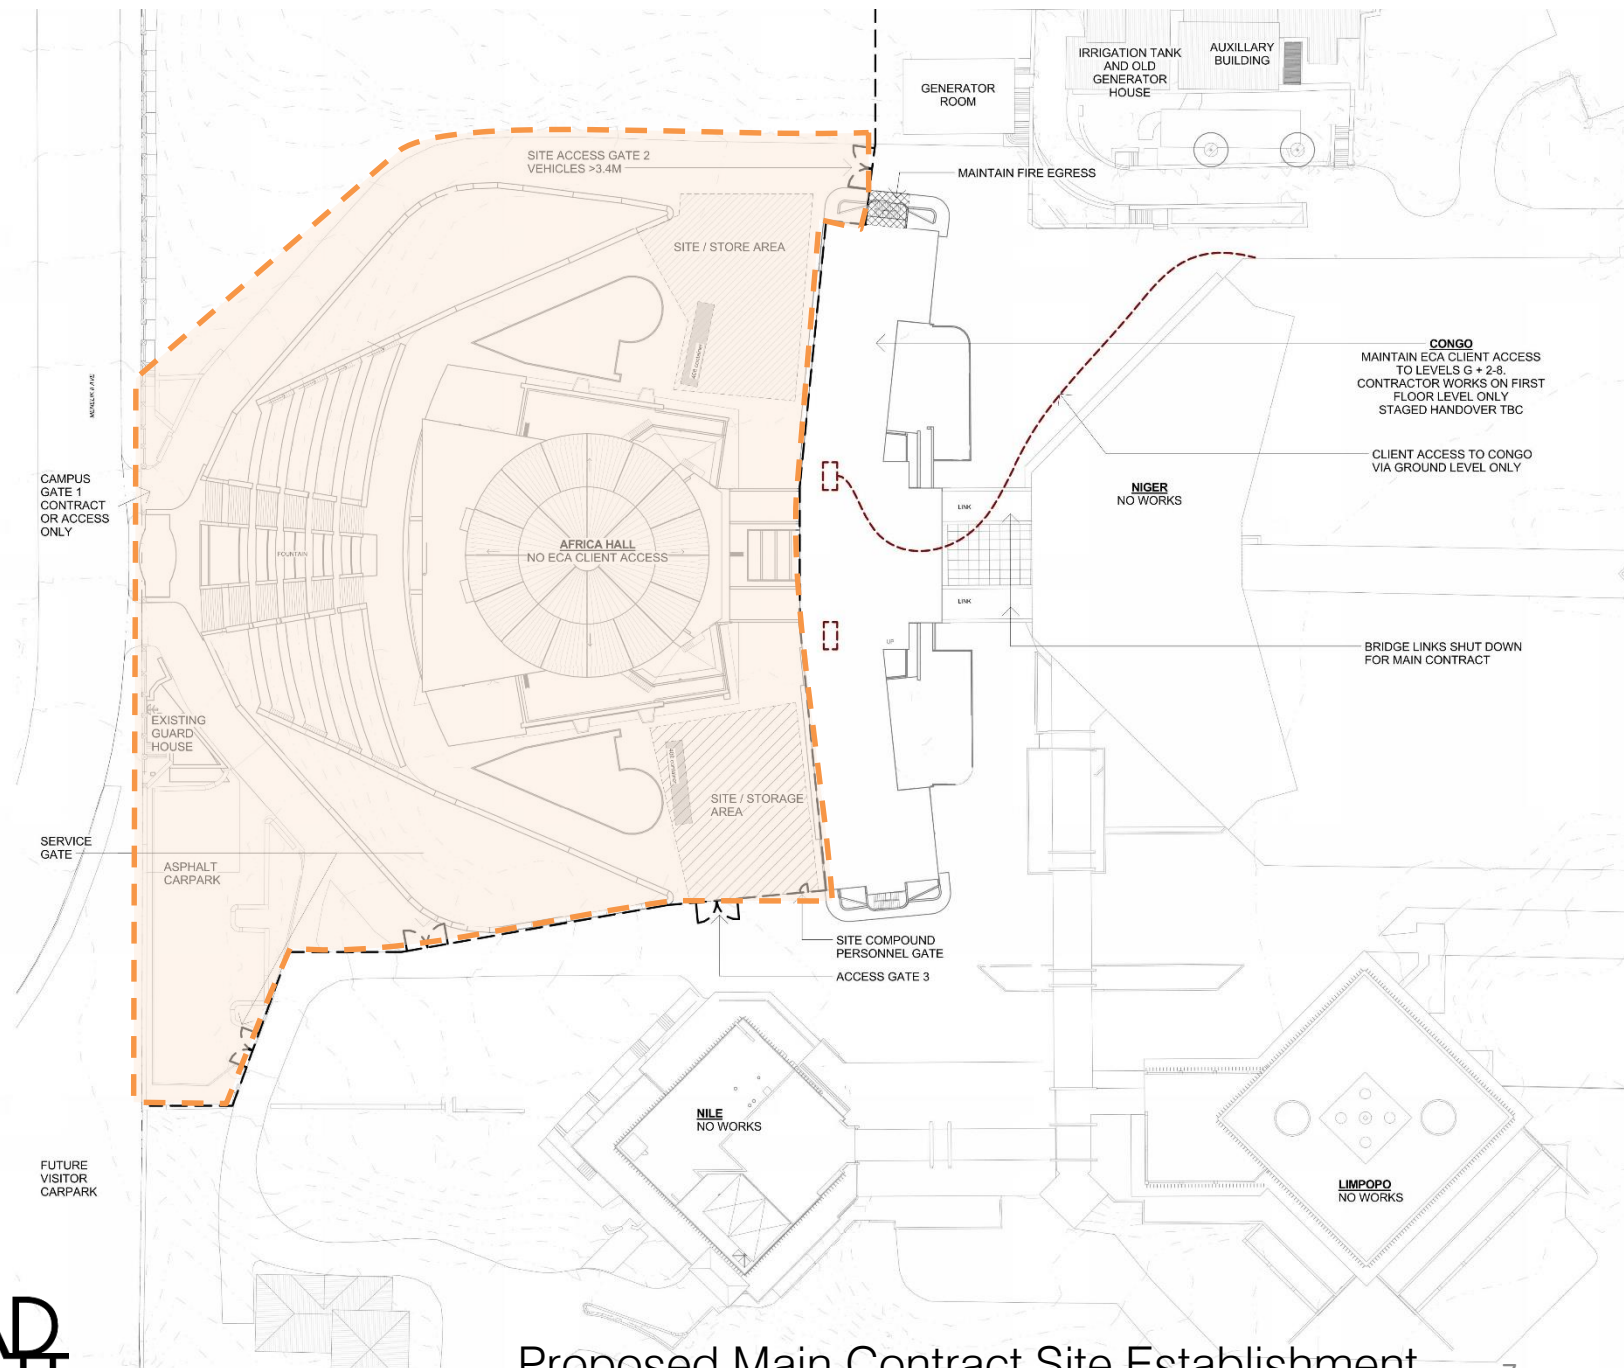 IRRIGATION TANK
AND OLD
GENERATOR
HOUSE
AUXILLARY
BUILDING
GENERATOR
ROOM
SITE ACCESS GATE 2
VEHICLES >3.4M
MAINTAIN FIRE EGRESS
SITE / STORE AREA
CONGO
MAINTAIN ECA CLIENT ACCESS
TO LEVELS G + 2-8.
CONTRACTOR WORKS ON FIRST
FLOOR LEVEL ONLY
STAGED HANDOVER TBC
CLIENT ACCESS TO CONGO
VIA GROUND LEVEL ONLY
CAMPUS
GATE 1
CONTRACT
OR ACCESS
ONLY
NIGER
NO WORKS
LINK
FOUNTAIN
AFRICA HALL
NO ECA CLIENT ACCESS
LINK
UP
BRIDGE LINKS SHUT DOWN
FOR MAIN CONTRACT
EXISTING
GUARD
HOUSE
SITE / STORAGE
AREA
SERVICE
GATE
ASPHALT
CARPARK
SITE COMPOUND
PERSONNEL GATE
ACCESS GATE 3
NILE
NO WORKS
FUTURE
VISITOR
CARPARK
LIMPOPO
NO WORKS
Proposed Main Contract Site Establishment